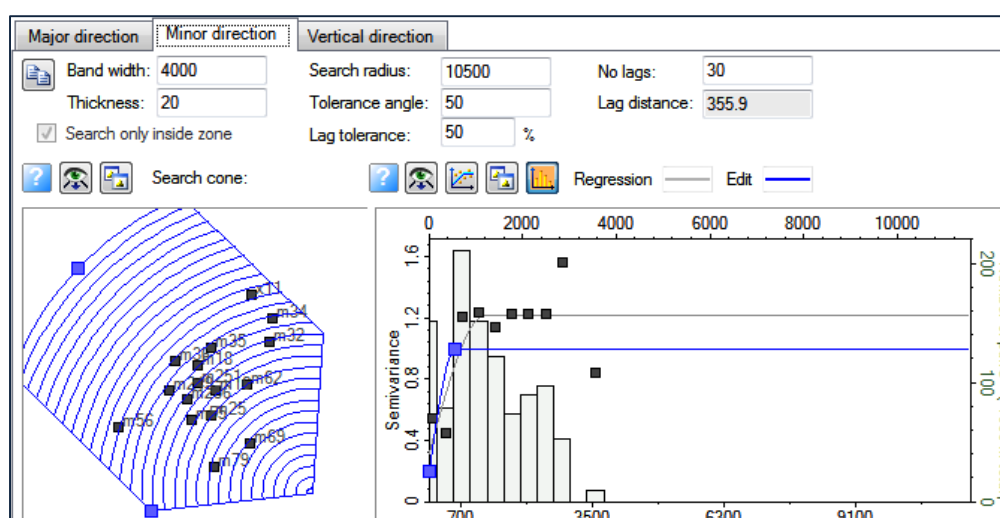 Major direction Minor direction Vertical direction
Band width: 4000 Search radius: 10500 No lags: 30
Thickness: 20 Tolerance angle: 50 Lag distance: 355.9
Search only inside zone Lag tolerance: 50 %
? Search cone: ? Regression Edit
x11
m34
m32
m35
m18
m251
m62
m25
m56
m69
m79
0 2000 4000 6000 8000 10000
Semivariance
0 0.4 0.8 1.2 1.6
0 100 200
700 3500 6300 9100